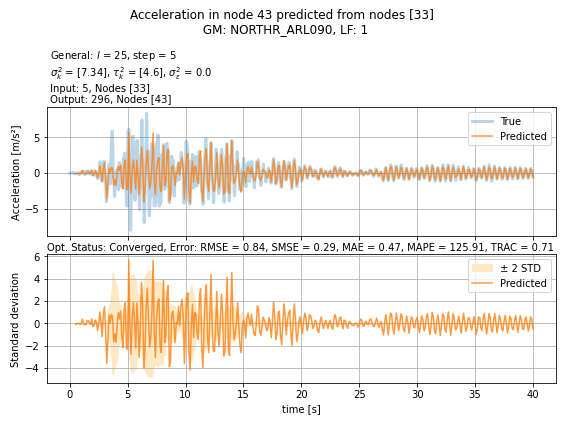 Acceleration in node 43 predicted from nodes [33]
GM: NORTHR_ARL090, LF: 1
General: l = 25, step = 5
σ²ₖ = [7.34], τ²ₖ = [4.6], σ²ε = 0.0
Input: 5, Nodes [33]
Output: 296, Nodes [43]
Acceleration [m/s²]
5
0
−5
True
Predicted
Opt. Status: Converged, Error: RMSE = 0.84, SMSE = 0.29, MAE = 0.47, MAPE = 125.91, TRAC = 0.71
Standard deviation
6
4
2
0
−2
−4
± 2 STD
Predicted
0 5 10 15 20 25 30 35 40
time [s]